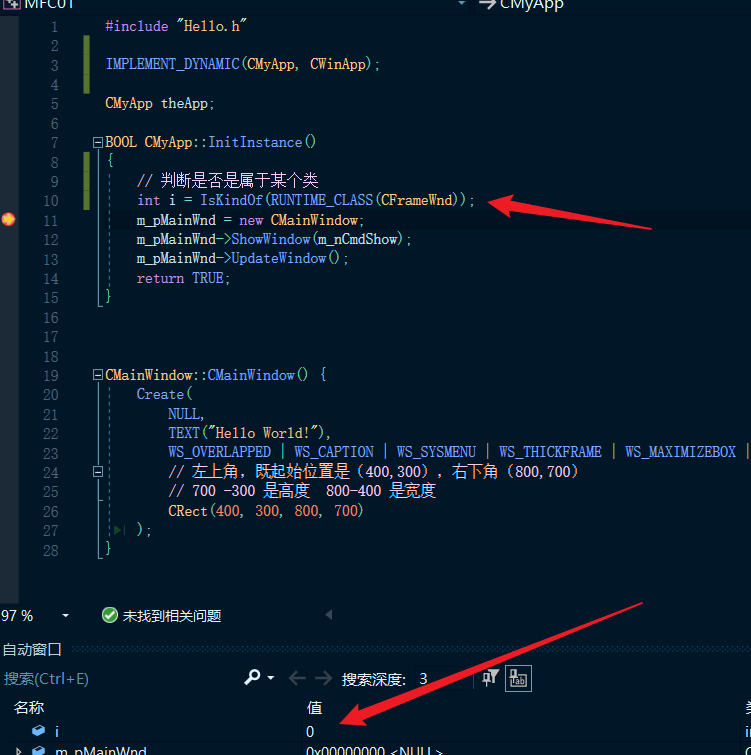 MFC01
CMyApp
1 #include "Hello.h"
2
3 IMPLEMENT_DYNAMIC(CMyApp, CWinApp);
4
5 CMyApp theApp;
6
7 BOOL CMyApp::InitInstance()
8 {
9 // 判断是否是属于某个类
10 int i = IsKindOf(RUNTIME_CLASS(CFrameWnd));
11 m_pMainWnd = new CMainWindow;
12 m_pMainWnd->ShowWindow(m_nCmdShow);
13 m_pMainWnd->UpdateWindow();
14 return TRUE;
15 }
16
17
18
19 CMainWindow::CMainWindow() {
20 Create(
21 NULL,
22 TEXT("Hello World!"),
23 WS_OVERLAPPED | WS_CAPTION | WS_SYSMENU | WS_THICKFRAME | WS_MAXIMIZEBOX |
24 // 左上角，既起始位置是（400,300），右下角（800,700）
25 // 700 -300 是高度 800-400 是宽度
26 CRect(400, 300, 800, 700)
27 );
28 }
97 %
未找到相关问题
自动窗口
搜索(Ctrl+E)
搜索深度: 3
名称
值
i
0
m_pMainWnd
0x00000000 <NULL>